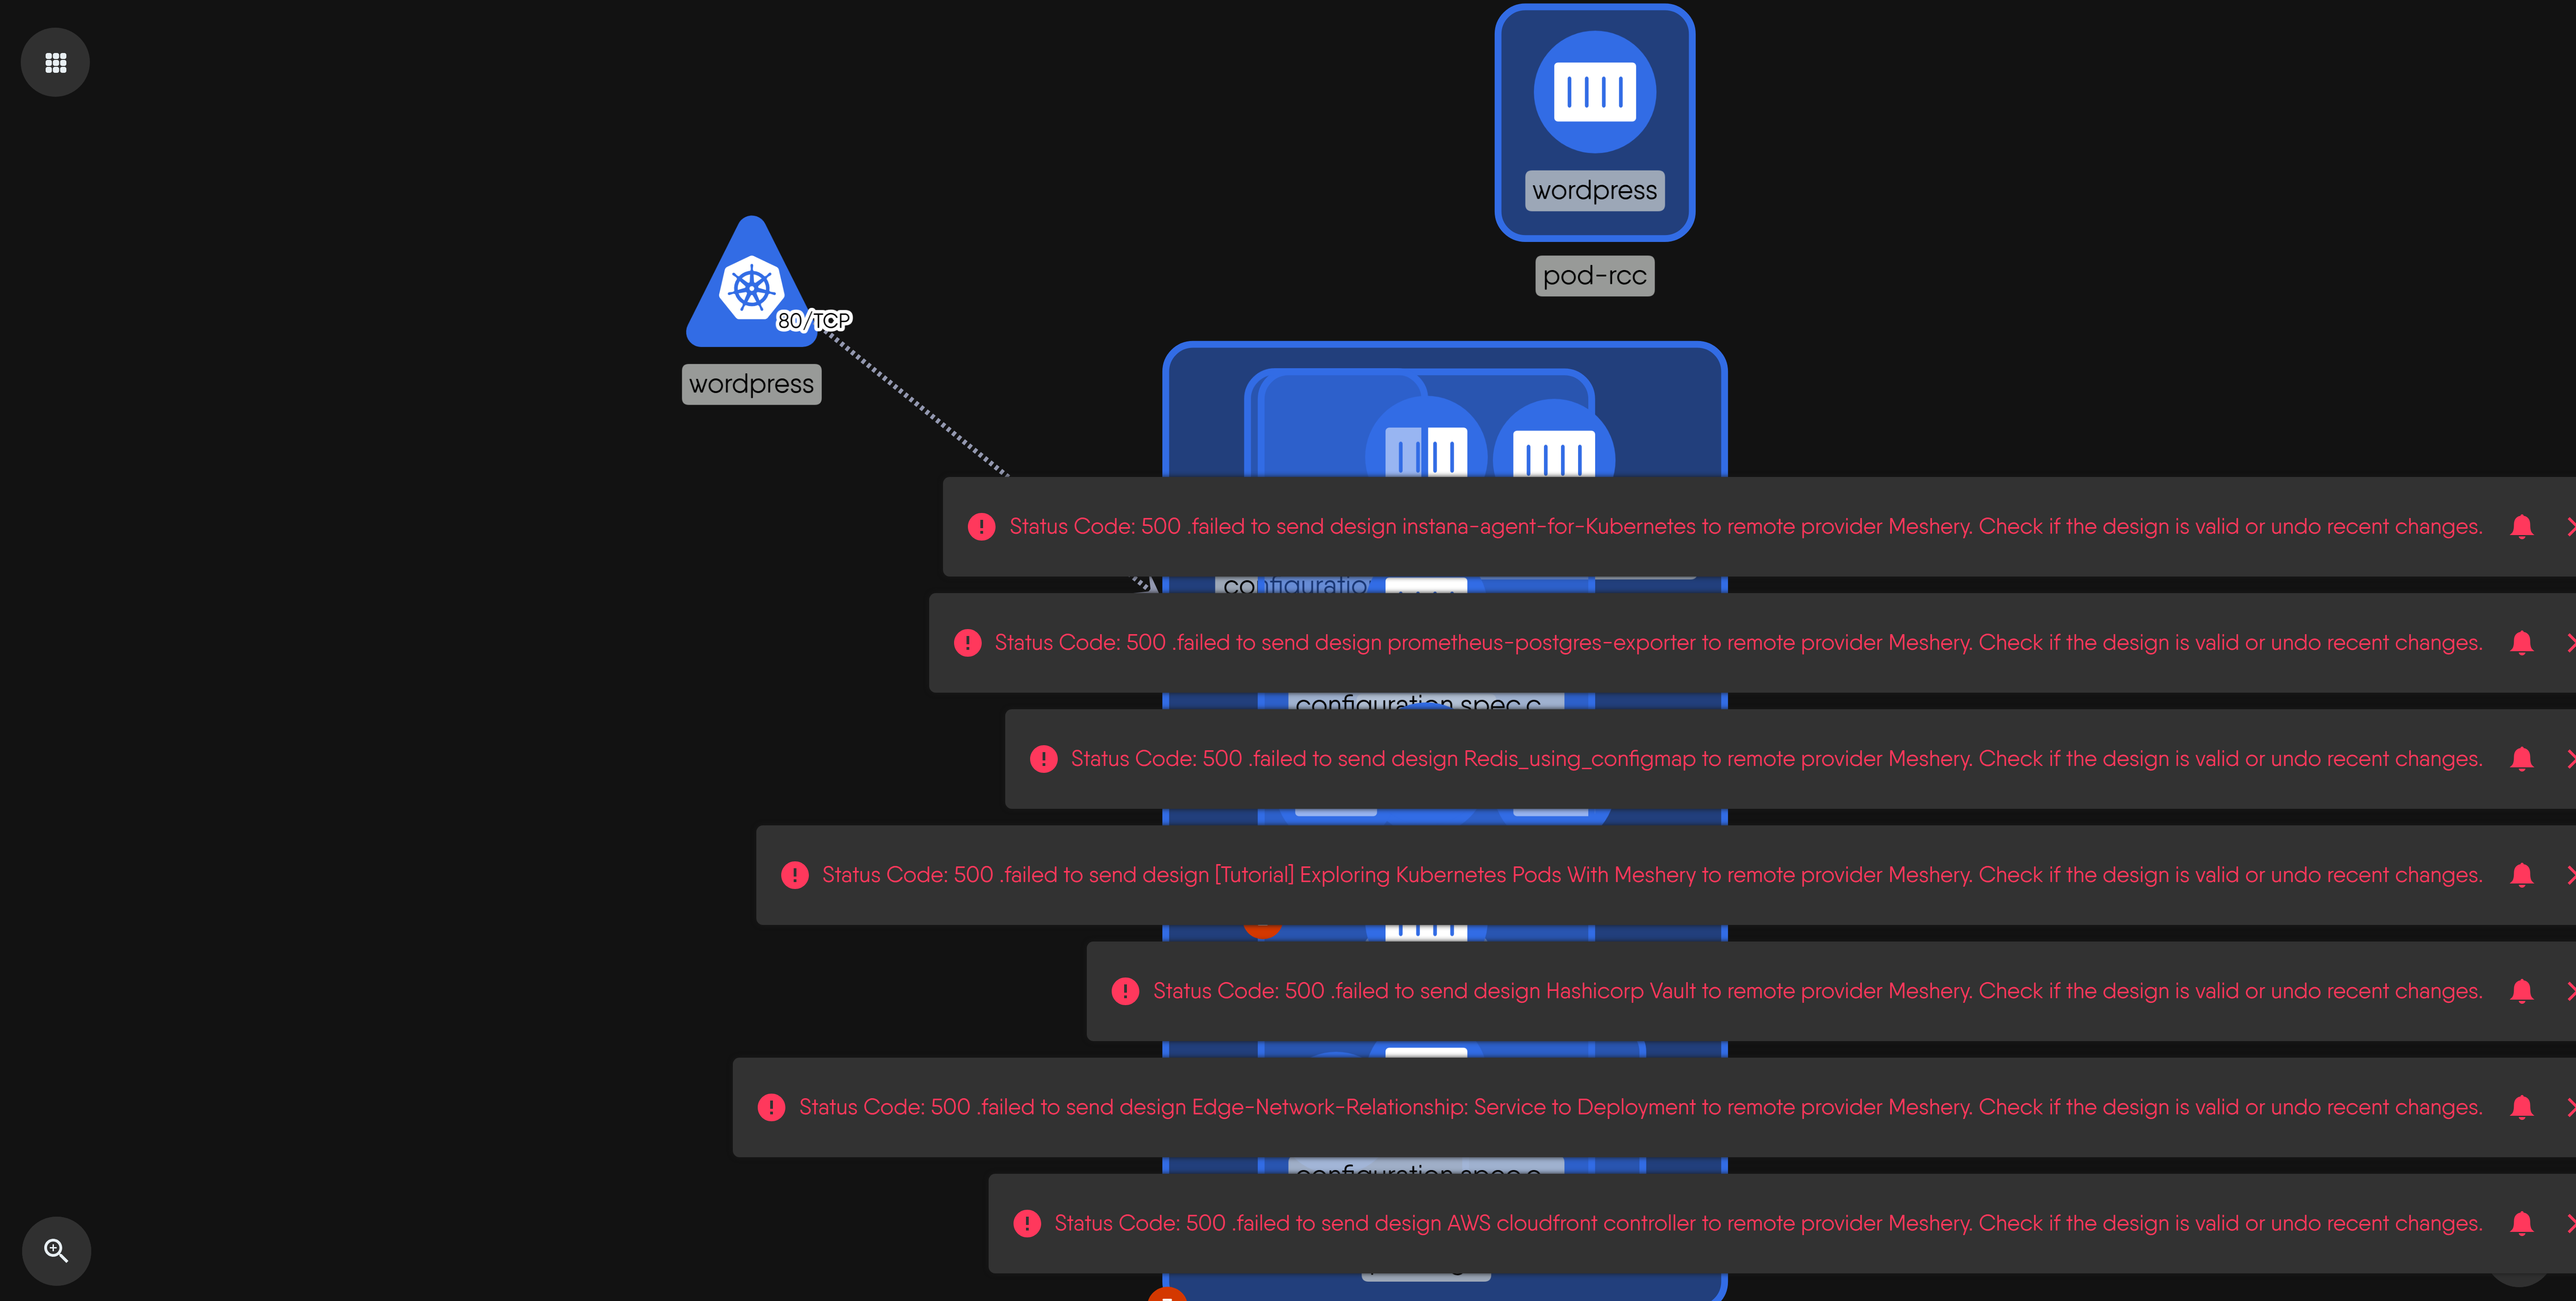 wordpress
pod-rcc
80/TCP
wordpress
Status Code: 500 .failed to send design instana-agent-for-Kubernetes to remote provider Meshery. Check if the design is valid or undo recent changes.
configuratio
Status Code: 500 .failed to send design prometheus-postgres-exporter to remote provider Meshery. Check if the design is valid or undo recent changes.
configuration.spec.c
Status Code: 500 .failed to send design Redis_using_configmap to remote provider Meshery. Check if the design is valid or undo recent changes.
Status Code: 500 .failed to send design [Tutorial] Exploring Kubernetes Pods With Meshery to remote provider Meshery. Check if the design is valid or undo recent changes.
Status Code: 500 .failed to send design Hashicorp Vault to remote provider Meshery. Check if the design is valid or undo recent changes.
Status Code: 500 .failed to send design Edge-Network-Relationship: Service to Deployment to remote provider Meshery. Check if the design is valid or undo recent changes.
configuration.spec.c
Status Code: 500 .failed to send design AWS cloudfront controller to remote provider Meshery. Check if the design is valid or undo recent changes.